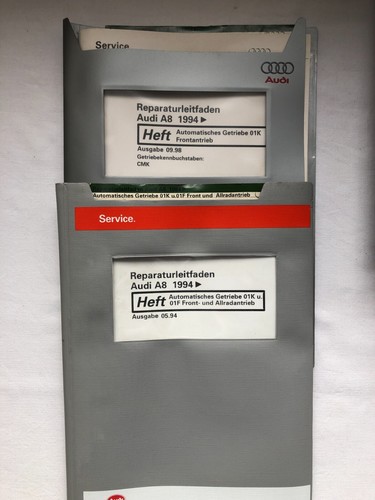 Service.
Audi
Reparaturleitfaden
Audi A8 1994 ►
Heft Automatisches Getriebe 01K
Frontantrieb
Ausgabe 09.98
Getriebekennbuchstaben:
CMK
Automatisches Getriebe 01K u.01F Front und Allradantrieb
Service.
Reparaturleitfaden
Audi A8 1994 ►
Heft Automatisches Getriebe 01K u.
01F Front- und Allradantrieb
Ausgabe 05.94
Audi